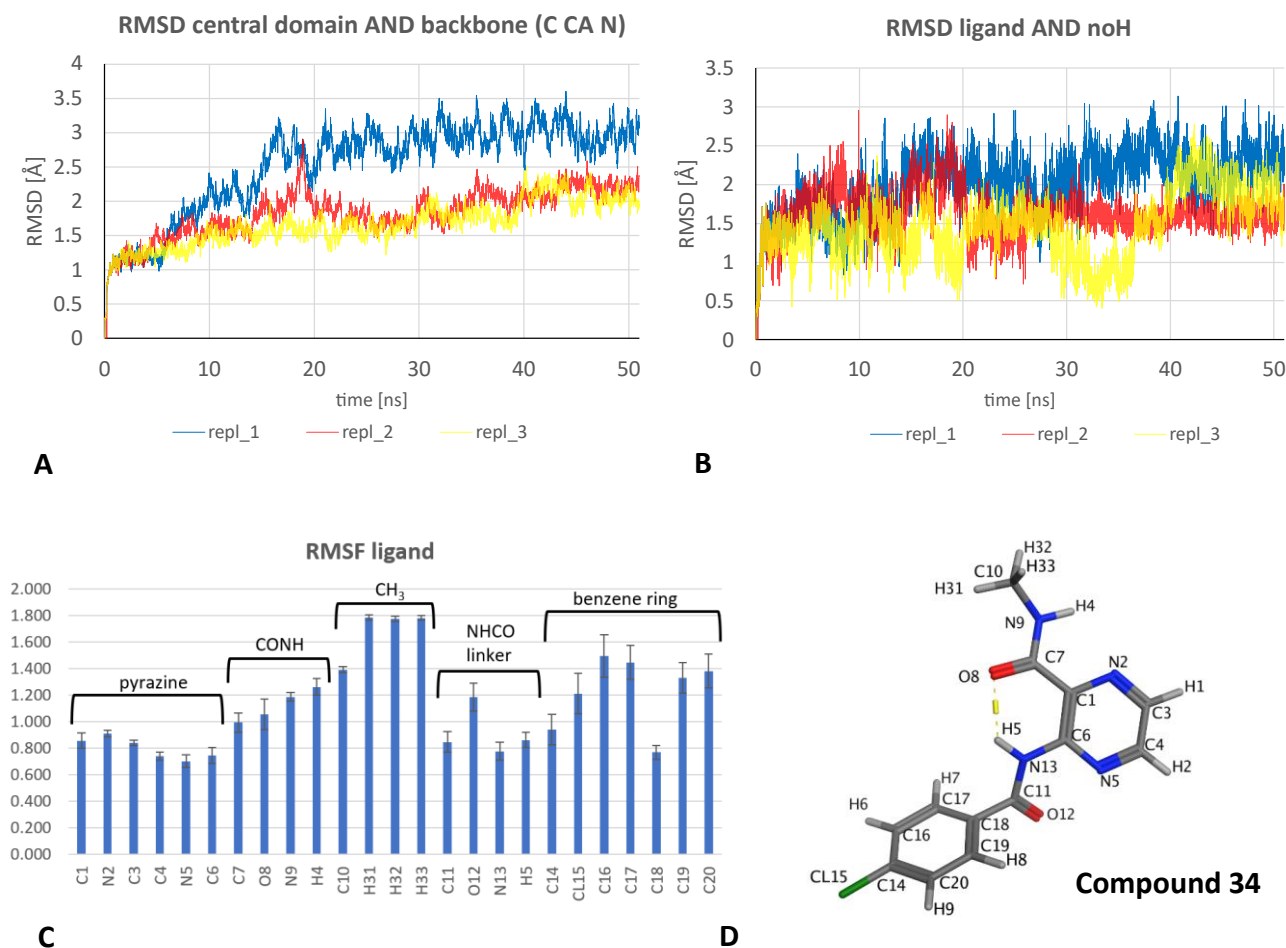 RMSD central domain AND backbone (C CA N)
4
3.5
3
2.5
2
1.5
1
0.5
0
RMSD [Å]
0 10 20 30 40 50
time [ns]
repl_1 repl_2 repl_3
A
RMSD ligand AND noH
3.5
3
2.5
2
1.5
1
0.5
0
RMSD [Å]
0 10 20 30 40 50
time [ns]
repl_1 repl_2 repl_3
B
RMSF ligand
2.000
1.800
1.600
1.400
1.200
1.000
0.800
0.600
0.400
0.200
0.000
pyrazine
CONH
CH3
NHCO
linker
benzene ring
C1 N2 C3 C4 N5 C6 C7 O8 N9 H4 C10 H31 H32 H33 C11 O12 N13 H5 C14 CL15 C16 C17 C18 C19 C20
C
H32
C10 H33
H31
H4
N9
C7
O8
N2
H1
C1
C3
H5
C6
C4
N13
N5
H2
H7
C11
C17
O12
H6
C18
C16
C19
H8
CL15
C14
C20
H9
Compound 34
D